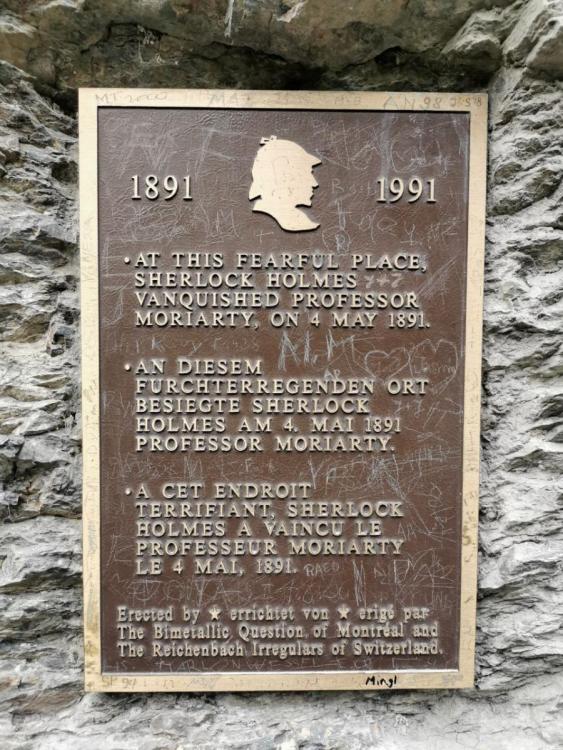 1891 1991
• AT THIS FEARFUL PLACE,
SHERLOCK HOLMES
VANQUISHED PROFESSOR
MORIARTY, ON 4 MAY 1891.
• AN DIESEM
FURCHTERREGENDEN ORT
BESIEGTE SHERLOCK
HOLMES AM 4. MAI 1891
PROFESSOR MORIARTY.
• A CET ENDROIT
TERRIFIANT, SHERLOCK
HOLMES A VAINCU LE
PROFESSEUR MORIARTY
LE 4 MAI, 1891.
Erected by ★ errichtet von ★ erigé par
The Bimetallic Question of Montréal and
The Reichenbach Irregulars of Switzerland.
Mingl